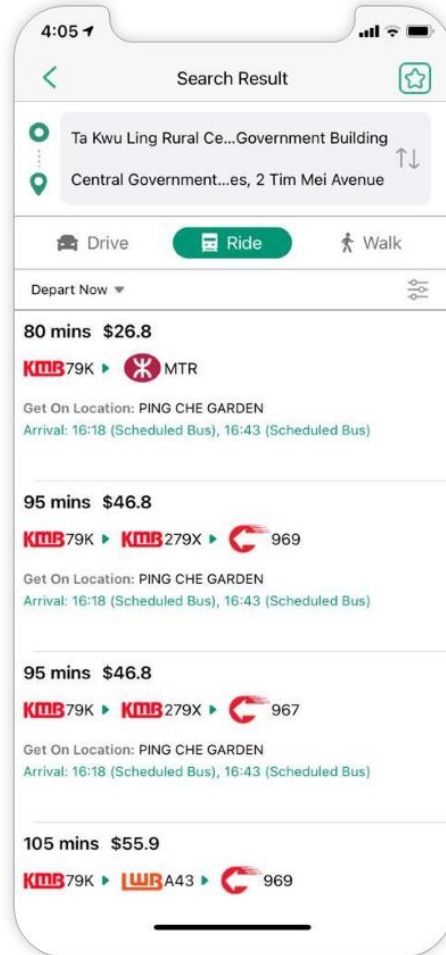 4:05
Search Result
Ta Kwu Ling Rural Ce...Government Building
Central Government...es, 2 Tim Mei Avenue
Drive
Ride
Walk
Depart Now
80 mins $26.8
KMB 79K MTR
Get On Location: PING CHE GARDEN
Arrival: 16:18 (Scheduled Bus), 16:43 (Scheduled Bus)
95 mins $46.8
KMB 79K KMB 279X 969
Get On Location: PING CHE GARDEN
Arrival: 16:18 (Scheduled Bus), 16:43 (Scheduled Bus)
95 mins $46.8
KMB 79K KMB 279X 967
Get On Location: PING CHE GARDEN
Arrival: 16:18 (Scheduled Bus), 16:43 (Scheduled Bus)
105 mins $55.9
KMB 79K LWB A43 969